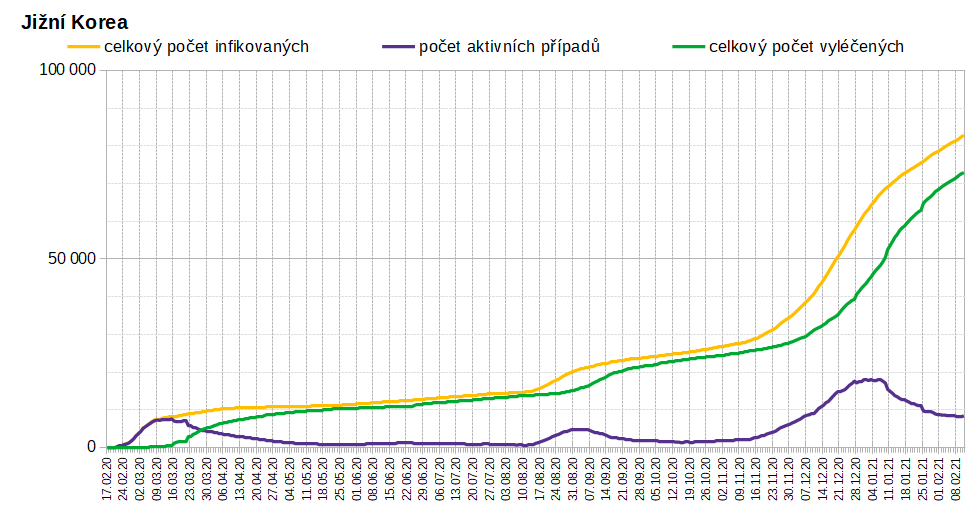 Jižní Korea
celkový počet infikovaných počet aktivních případů celkový počet vyléčených
100 000
50 000
0
17.02.20 24.02.20 02.03.20 09.03.20 16.03.20 23.03.20 30.03.20 06.04.20 13.04.20 20.04.20 27.04.20 04.05.20 11.05.20 18.05.20 25.05.20 01.06.20 08.06.20 15.06.20 22.06.20 29.06.20 06.07.20 13.07.20 20.07.20 27.07.20 03.08.20 10.08.20 17.08.20 24.08.20 31.08.20 07.09.20 14.09.20 21.09.20 28.09.20 05.10.20 12.10.20 19.10.20 26.10.20 02.11.20 09.11.20 16.11.20 23.11.20 30.11.20 07.12.20 14.12.20 21.12.20 28.12.20 04.01.21 11.01.21 18.01.21 25.01.21 01.02.21 08.02.21